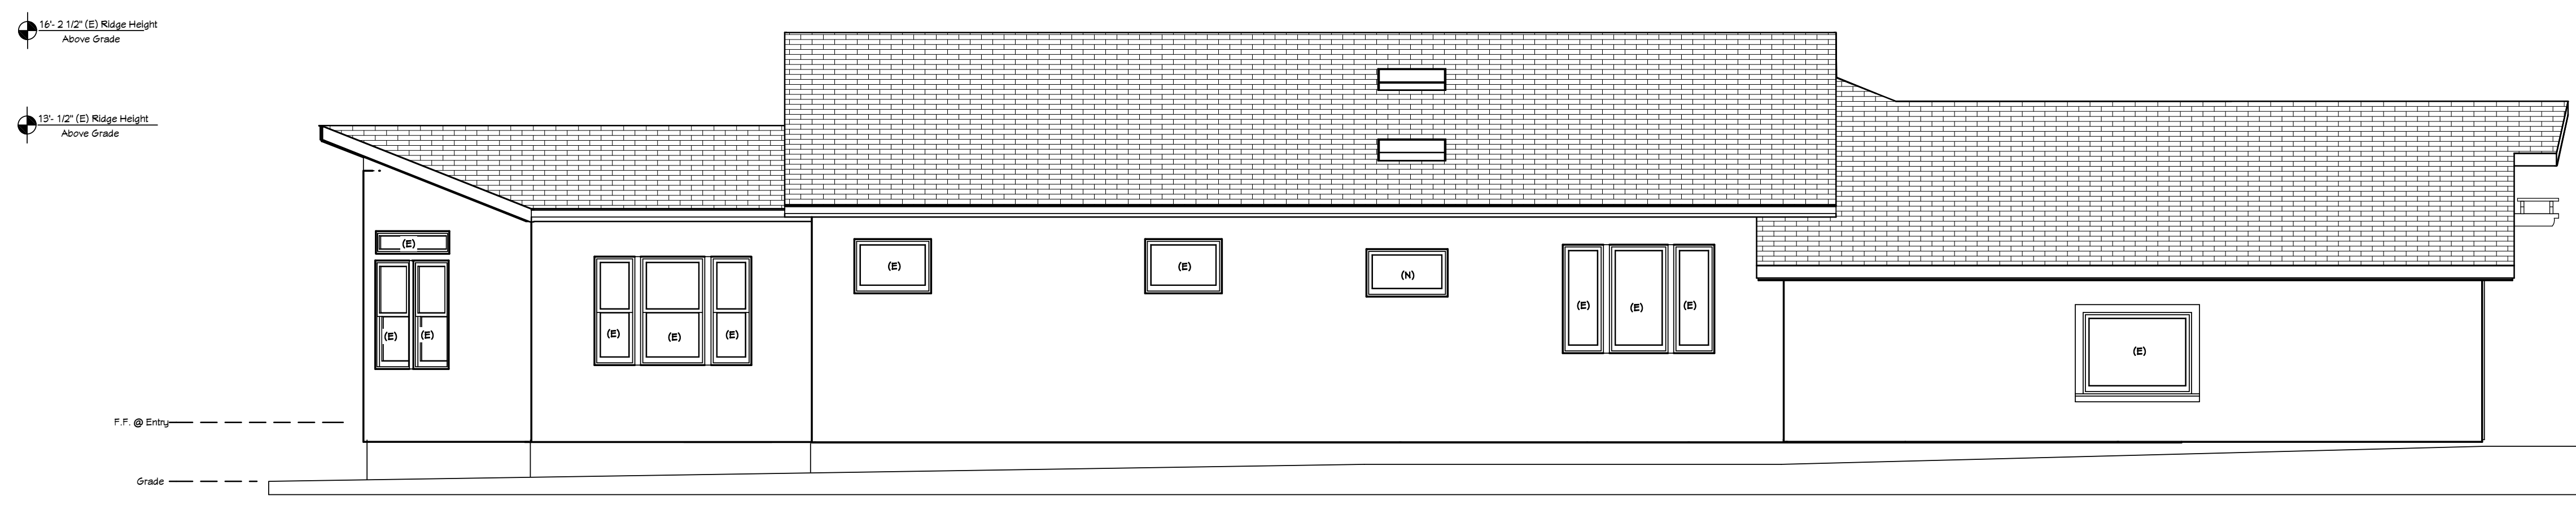 16'- 2 1/2" (E) Ridge Height
Above Grade
13'- 1/2" (E) Ridge Height
Above Grade
(E)
(E)
(E)
(N)
(E)
(E)
(E)
(E)
(E)
(E)
(E)
(E)
(E)
(E)
F.F. @ Entry
Grade